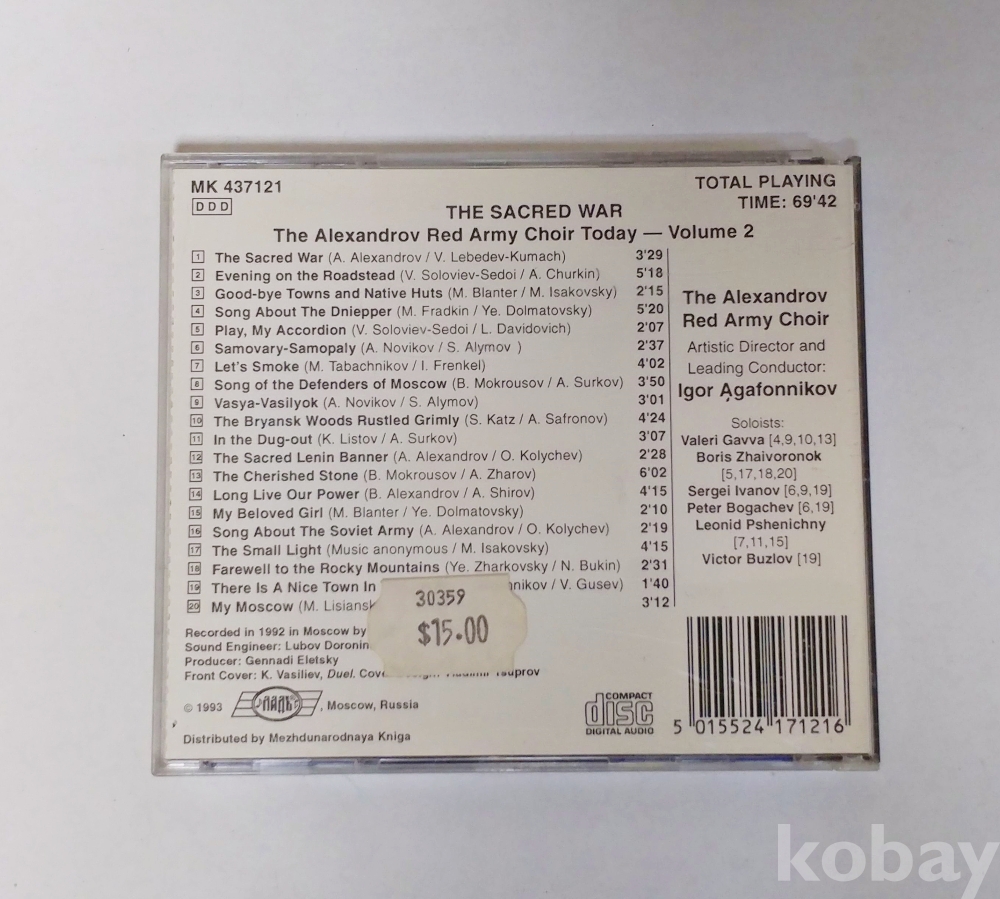 MK 437121
DDD
TOTAL PLAYING
TIME: 69'42
THE SACRED WAR
The Alexandrov Red Army Choir Today — Volume 2
1 The Sacred War (A. Alexandrov / V. Lebedev-Kumach) 3'29
2 Evening on the Roadstead (V. Soloviev-Sedoi / A. Churkin) 5'18
3 Good-bye Towns and Native Huts (M. Blanter / M. Isakovsky) 2'15
4 Song About The Dniepper (M. Fradkin / Ye. Dolmatovsky) 5'20
5 Play, My Accordion (V. Soloviev-Sedoi / L. Davidovich) 2'07
6 Samovary-Samopaly (A. Novikov / S. Alymov ) 2'37
7 Let's Smoke (M. Tabachnikov / I. Frenkel) 4'02
8 Song of the Defenders of Moscow (B. Mokrousov / A. Surkov) 3'50
9 Vasya-Vasilyok (A. Novikov / S. Alymov) 3'01
10 The Bryansk Woods Rustled Grimly (S. Katz / A. Safronov) 4'24
11 In the Dug-out (K. Listov / A. Surkov) 3'07
12 The Sacred Lenin Banner (A. Alexandrov / O. Kolychev) 2'28
13 The Cherished Stone (B. Mokrousov / A. Zharov) 6'02
14 Long Live Our Power (B. Alexandrov / A. Shirov) 4'15
15 My Beloved Girl (M. Blanter / Ye. Dolmatovsky) 2'10
16 Song About The Soviet Army (A. Alexandrov / O. Kolychev) 2'19
17 The Small Light (Music anonymous / M. Isakovsky) 4'15
18 Farewell to the Rocky Mountains (Ye. Zharkovsky / N. Bukin) 2'31
19 There Is A Nice Town In nnikov / V. Gusev) 1'40
20 My Moscow (M. Lisiansk 3'12
The Alexandrov
Red Army Choir
Artistic Director and
Leading Conductor:
Igor Agafonnikov
Soloists:
Valeri Gavva [4,9,10,13]
Boris Zhaivoronok
[5,17,18,20]
Sergei Ivanov [6,9,19]
Peter Bogachev [6,19]
Leonid Pshenichny
[7,11,15]
Victor Buzlov [19]
30359
$15.00
Recorded in 1992 in Moscow by
Sound Engineer: Lubov Doronin
Producer: Gennadi Eletsky
Front Cover: K. Vasiliev, Duel. Cov
© 1993 ЛАДЪ, Moscow, Russia
Distributed by Mezhdunarodnaya Kniga
COMPACT
disc
DIGITAL AUDIO
5 015524 171216
kobay